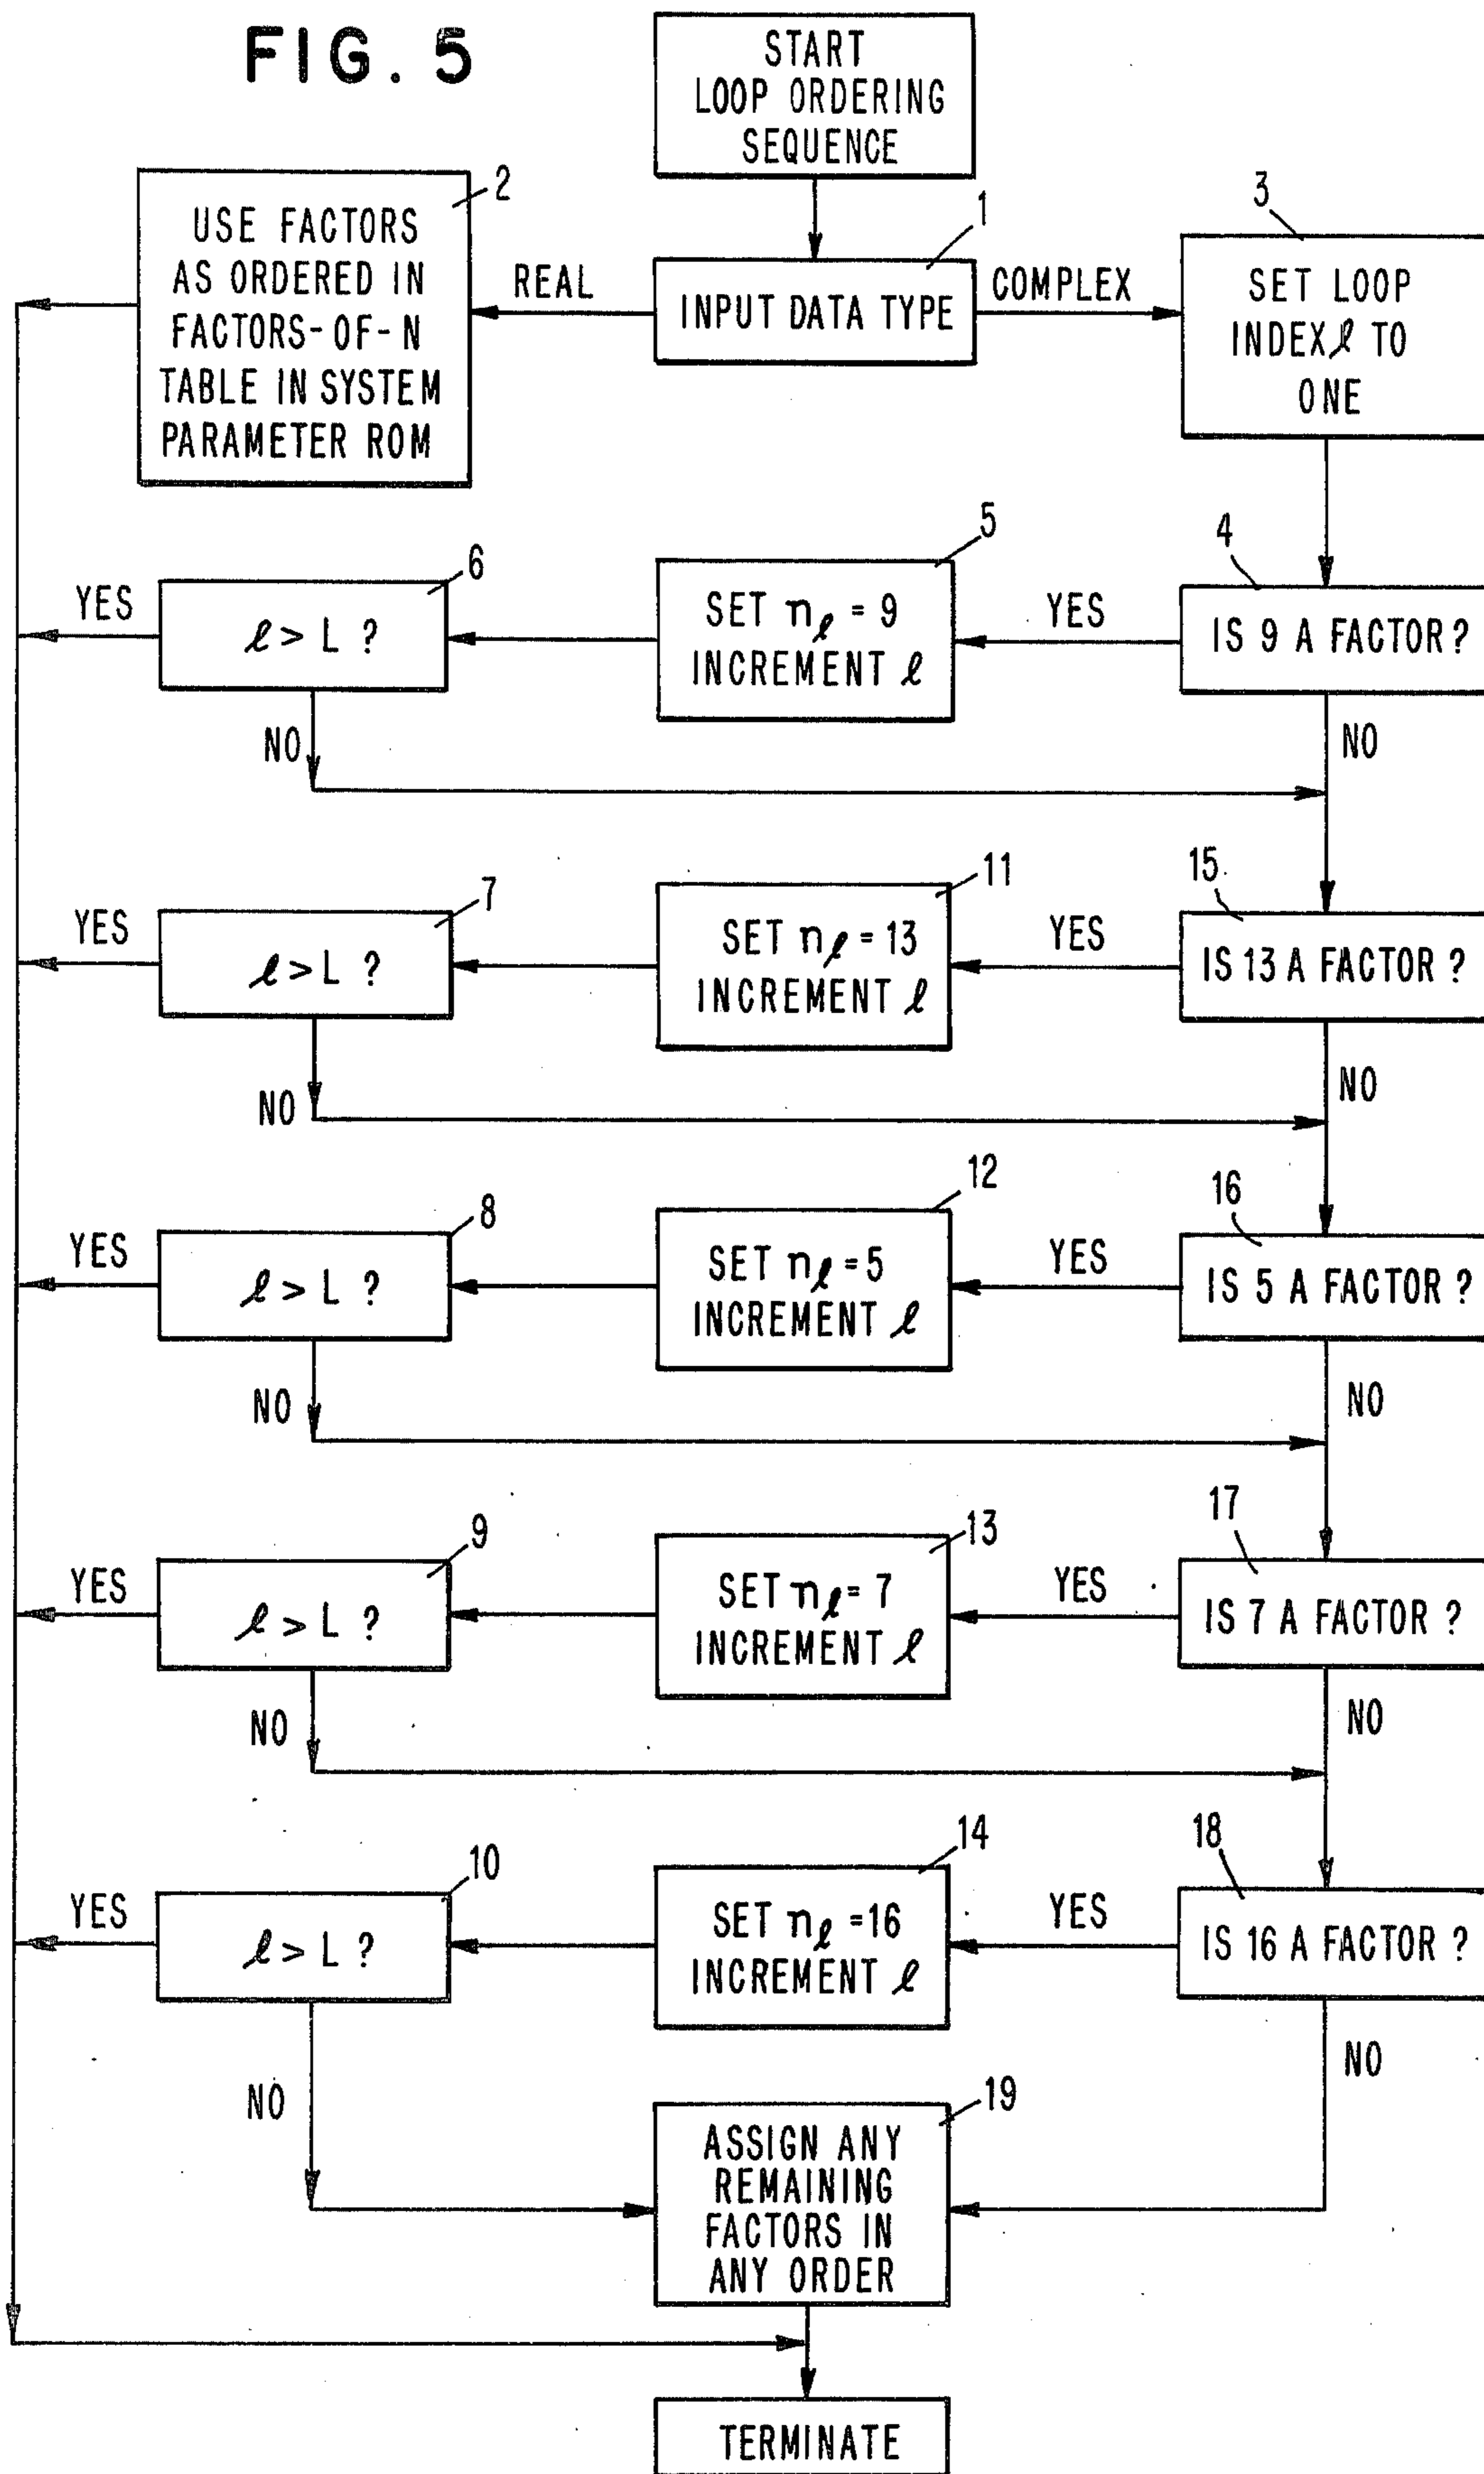 FIG. 5
START
LOOP ORDERING
SEQUENCE
2
USE FACTORS
AS ORDERED IN
FACTORS-OF-N
TABLE IN SYSTEM
PARAMETER ROM
REAL
1
INPUT DATA TYPE
COMPLEX
3
SET LOOP
INDEX ℓ TO
ONE
YES
6
ℓ > L ?
NO
5
SET nℓ = 9
INCREMENT ℓ
YES
4
IS 9 A FACTOR?
NO
YES
7
ℓ > L ?
NO
11
SET nℓ = 13
INCREMENT ℓ
YES
15
IS 13 A FACTOR ?
NO
YES
8
ℓ > L ?
NO
12
SET nℓ = 5
INCREMENT ℓ
YES
16
IS 5 A FACTOR ?
NO
YES
9
ℓ > L ?
NO
13
SET nℓ = 7
INCREMENT ℓ
YES
17
IS 7 A FACTOR ?
NO
YES
10
ℓ > L ?
NO
14
SET nℓ = 16
INCREMENT ℓ
YES
18
IS 16 A FACTOR ?
NO
19
ASSIGN ANY
REMAINING
FACTORS IN
ANY ORDER
TERMINATE